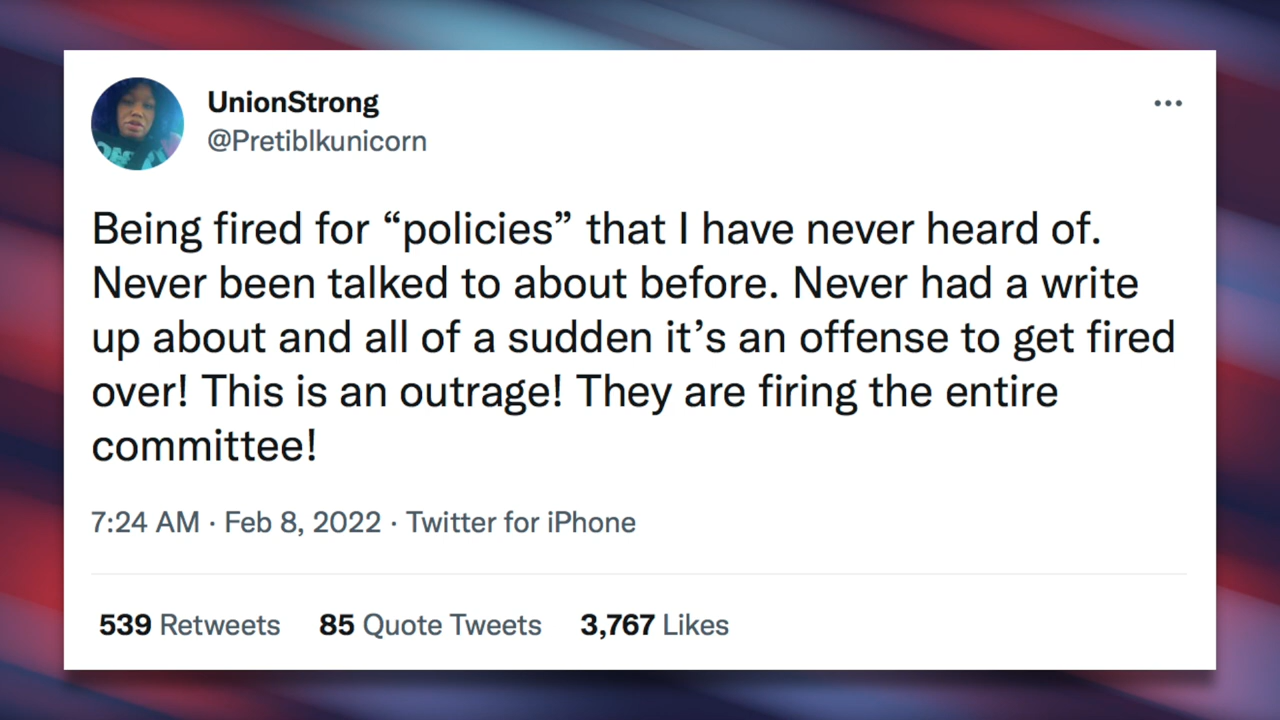 UnionStrong
@Pretiblkunicorn
Being fired for “policies” that I have never heard of.
Never been talked to about before. Never had a write
up about and all of a sudden it’s an offense to get fired
over! This is an outrage! They are firing the entire
committee!
7:24 AM · Feb 8, 2022 · Twitter for iPhone
539 Retweets 85 Quote Tweets 3,767 Likes